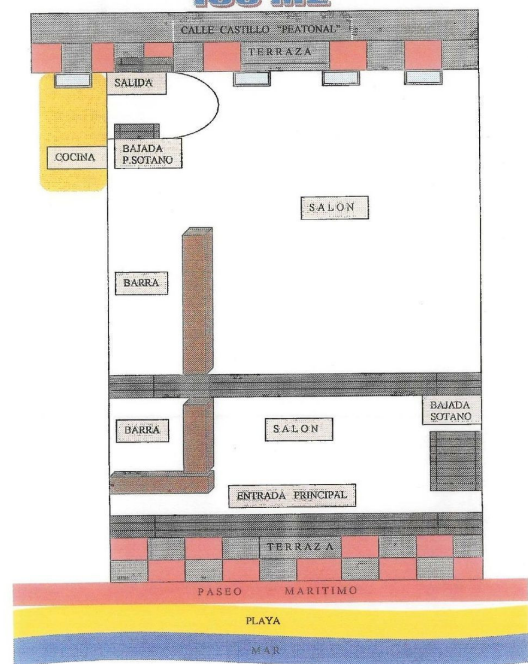 CALLE CASTILLO "PEATONAL"
TERRAZA
SALIDA
COCINA
BAJADA
P.SOTANO
SALON
BARRA
BAJADA
SOTANO
BARRA
SALON
ENTRADA PRINCIPAL
TERRAZA
PASEO MARITIMO
PLAYA
MAR